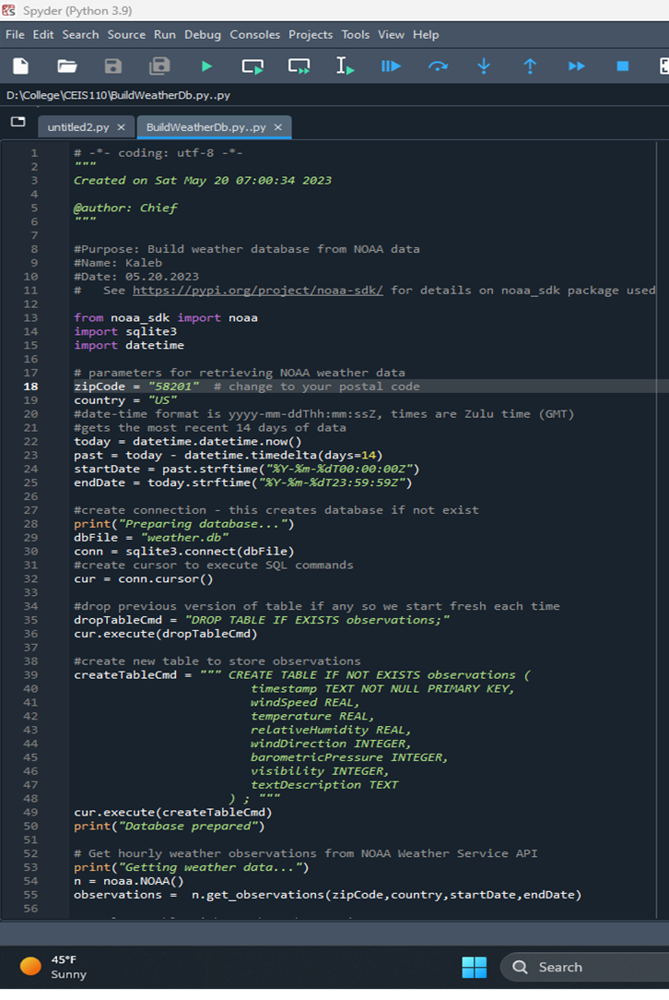 Spyder (Python 3.9)
File Edit Search Source Run Debug Consoles Projects Tools View Help
D:\College\CEIS110\BuildWeatherDb.py..py
untitled2.py BuildWeatherDb.py..py
1 # -*- coding: utf-8 -*-
2 """
3 Created on Sat May 20 07:00:34 2023
4
5 @author: Chief
6 """
7
8 #Purpose: Build weather database from NOAA data
9 #Name: Kaleb
10 #Date: 05.20.2023
11 #   See https://pypi.org/project/noaa-sdk/ for details on noaa_sdk package used
12
13 from noaa_sdk import noaa
14 import sqlite3
15 import datetime
16
17 # parameters for retrieving NOAA weather data
18 zipCode = "58201"  # change to your postal code
19 country = "US"
20 #date-time format is yyyy-mm-ddThh:mm:ssZ, times are Zulu time (GMT)
21 #gets the most recent 14 days of data
22 today = datetime.datetime.now()
23 past = today - datetime.timedelta(days=14)
24 startDate = past.strftime("%Y-%m-%dT00:00:00Z")
25 endDate = today.strftime("%Y-%m-%dT23:59:59Z")
26
27 #create connection - this creates database if not exist
28 print("Preparing database...")
29 dbFile = "weather.db"
30 conn = sqlite3.connect(dbFile)
31 #create cursor to execute SQL commands
32 cur = conn.cursor()
33
34 #drop previous version of table if any so we start fresh each time
35 dropTableCmd = "DROP TABLE IF EXISTS observations;"
36 cur.execute(dropTableCmd)
37
38 #create new table to store observations
39 createTableCmd = """ CREATE TABLE IF NOT EXISTS observations (
40                         timestamp TEXT NOT NULL PRIMARY KEY,
41                         windSpeed REAL,
42                         temperature REAL,
43                         relativeHumidity REAL,
44                         windDirection INTEGER,
45                         barometricPressure INTEGER,
46                         visibility INTEGER,
47                         textDescription TEXT
48                      ) ; """
49 cur.execute(createTableCmd)
50 print("Database prepared")
51
52 # Get hourly weather observations from NOAA Weather Service API
53 print("Getting weather data...")
54 n = noaa.NOAA()
55 observations =  n.get_observations(zipCode,country,startDate,endDate)
56
45°F
Sunny
Search